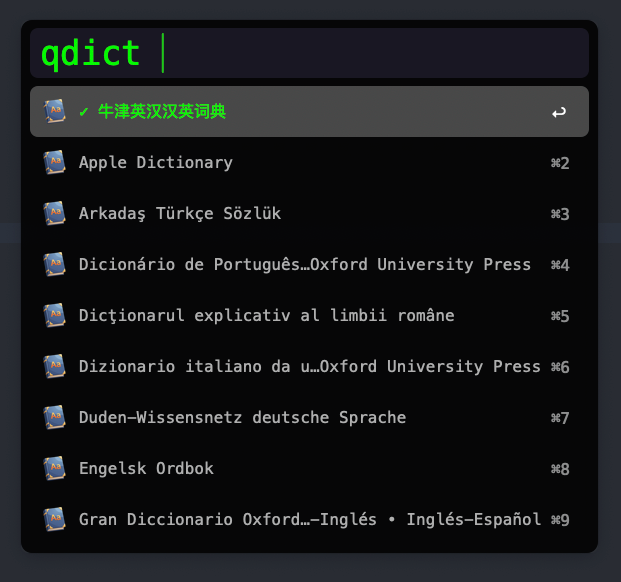 qdict
✓ 牛津英汉汉英词典 ↩
Apple Dictionary ⌘2
Arkadaş Türkçe Sözlük ⌘3
Dicionário de Português…Oxford University Press ⌘4
Dicţionarul explicativ al limbii române ⌘5
Dizionario italiano da u…Oxford University Press ⌘6
Duden-Wissensnetz deutsche Sprache ⌘7
Engelsk Ordbok ⌘8
Gran Diccionario Oxford…-Inglés • Inglés-Español ⌘9